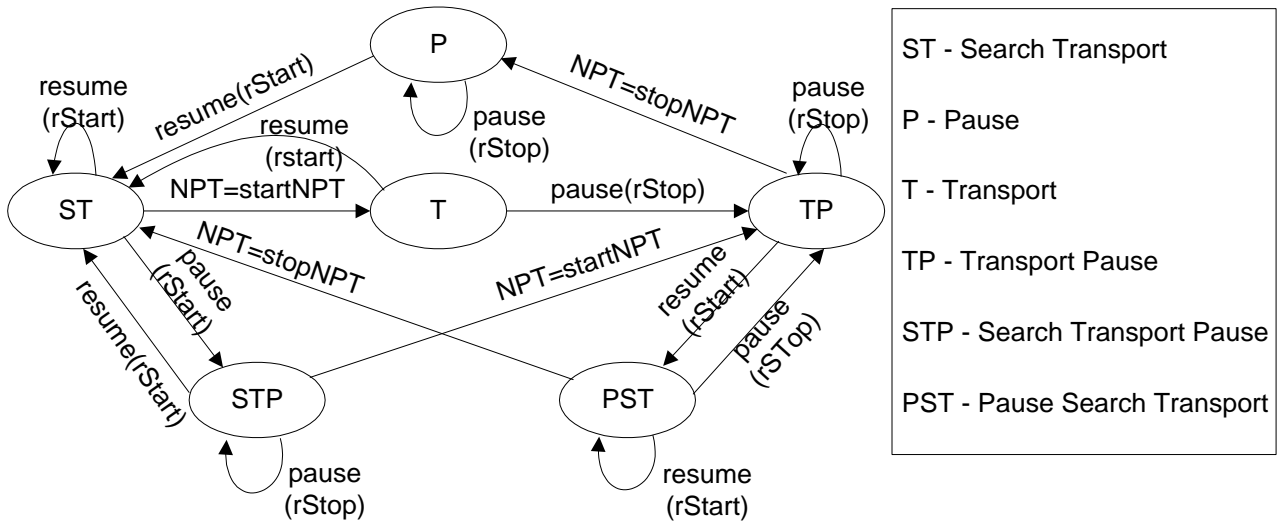 P
resume(rStart)
NPT=stopNPT
resume
(rStart)
pause
(rStop)
resume
(rstart)
pause
(rStop)
ST
NPT=startNPT
T
pause(rStop)
TP
NPT=stopNPT
NPT=startNPT
pause
(rStart)
resume(rStart)
resume
(rStart)
pause
(rSTop)
STP
PST
pause
(rStop)
resume
(rStart)
ST - Search Transport
P - Pause
T - Transport
TP - Transport Pause
STP - Search Transport Pause
PST - Pause Search Transport